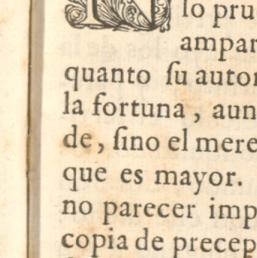 lo pru
ampar
quanto ſu autor
la fortuna, aun
de, ſino el mere
que es mayor.
no parecer imp
copia de precep